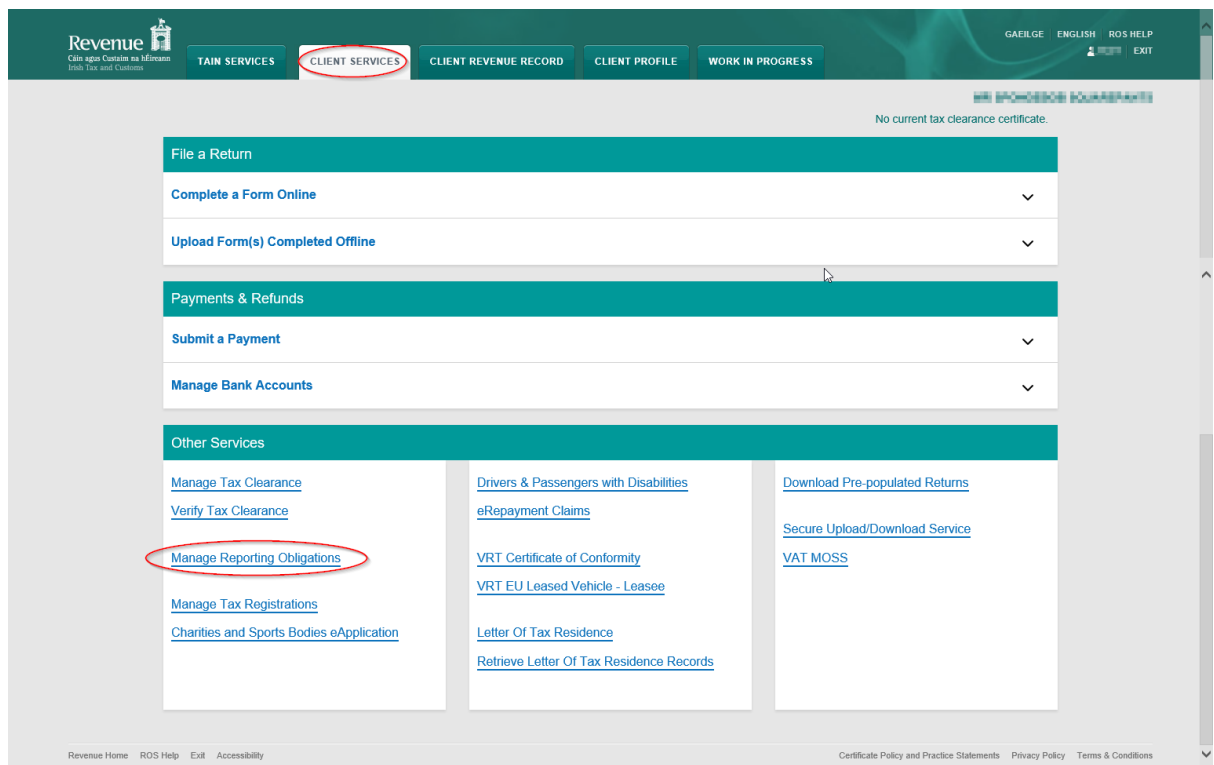 GAEILGE ENGLISH ROS HELP
EXIT
Revenue
Cáin agus Custaim na hÉireann
Irish Tax and Customs
TAIN SERVICES CLIENT SERVICES CLIENT REVENUE RECORD CLIENT PROFILE WORK IN PROGRESS
No current tax clearance certificate.
File a Return
Complete a Form Online
Upload Form(s) Completed Offline
Payments & Refunds
Submit a Payment
Manage Bank Accounts
Other Services
Manage Tax Clearance
Verify Tax Clearance
Manage Reporting Obligations
Manage Tax Registrations
Charities and Sports Bodies eApplication
Drivers & Passengers with Disabilities
eRepayment Claims
VRT Certificate of Conformity
VRT EU Leased Vehicle - Leasee
Letter Of Tax Residence
Retrieve Letter Of Tax Residence Records
Download Pre-populated Returns
Secure Upload/Download Service
VAT MOSS
Revenue Home ROS Help Exit Accessibility Certificate Policy and Practice Statements Privacy Policy Terms & Conditions